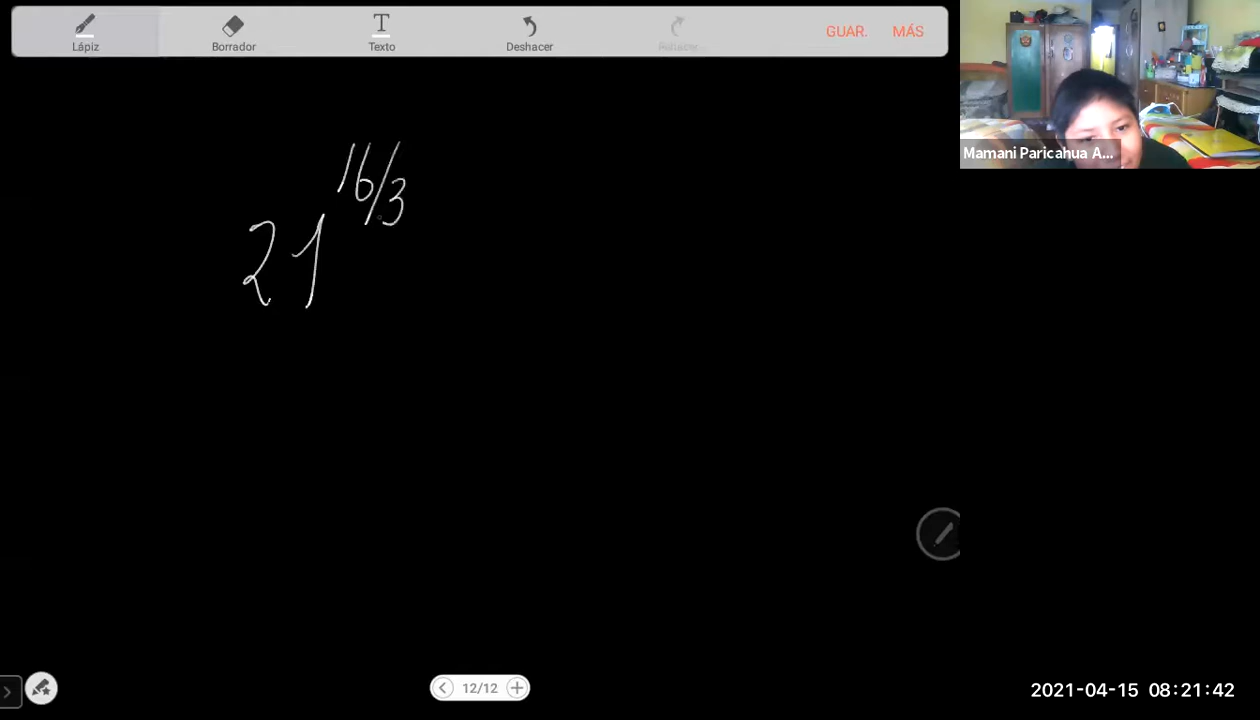 Lápiz Borrador Texto Deshacer Rehacer GUAR. MÁS
Mamani Paricahua A...
21^16/3
12/12
2021-04-15 08:21:42